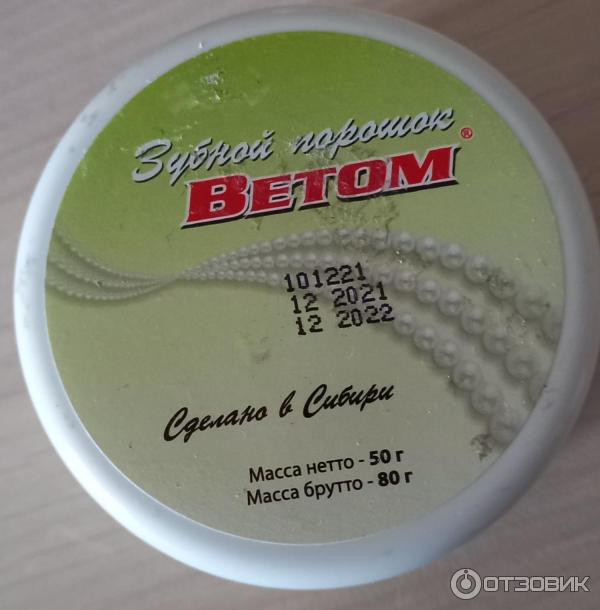 Зубной порошок
Ветом®
101221
12 2021
12 2022
Сделано в Сибири
Масса нетто - 50 г
Масса брутто - 80 г
ОТЗОВИК